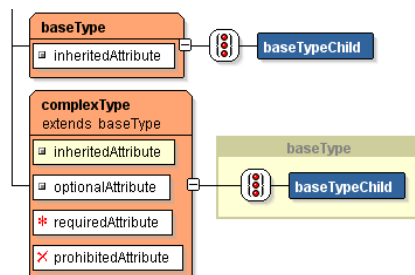 baseType
inheritedAttribute
baseTypeChild
complexType
extends baseType
inheritedAttribute
optionalAttribute
requiredAttribute
prohibitedAttribute
baseType
baseTypeChild